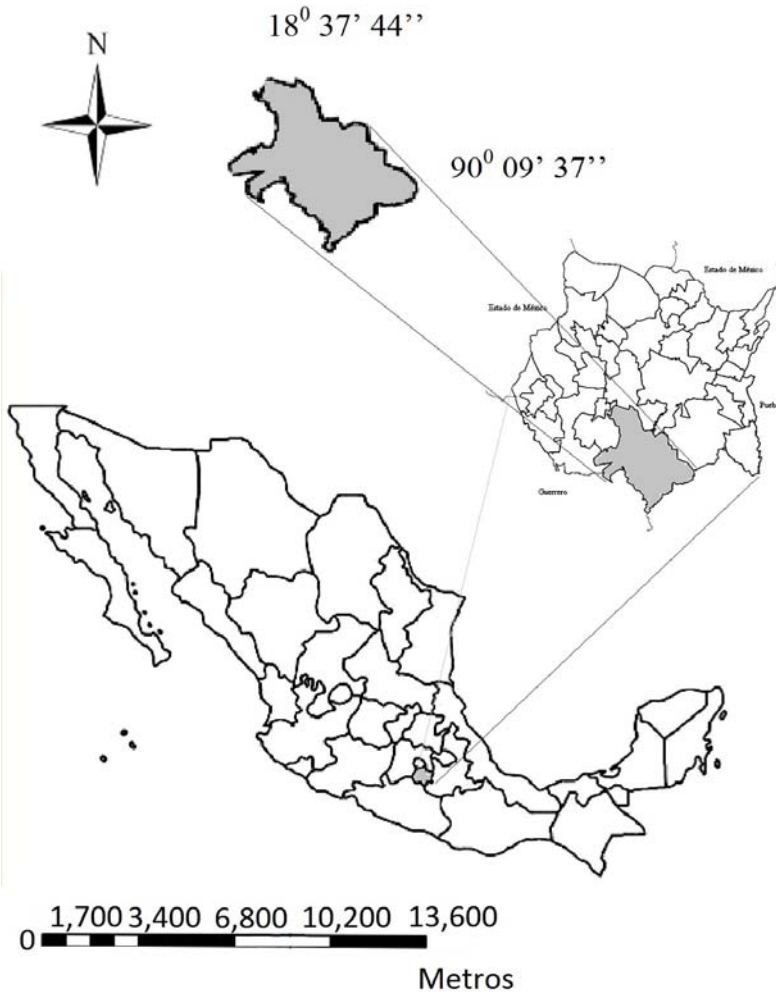 18⁰ 37’ 44’’
N
90⁰ 09’ 37’’
Estado de México
Estado de México
Guerrero
0 1,700 3,400 6,800 10,200 13,600
Metros